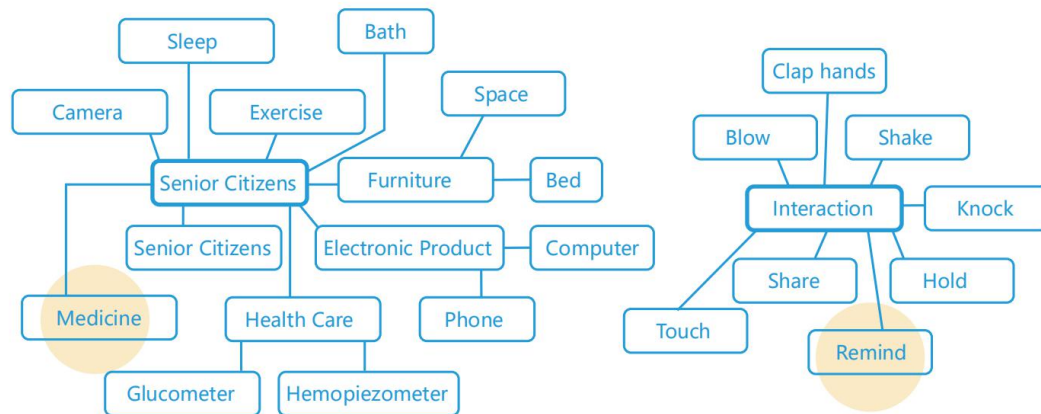 Sleep
Bath
Camera
Exercise
Space
Senior Citizens
Furniture
Bed
Senior Citizens
Electronic Product
Computer
Medicine
Health Care
Phone
Glucometer
Hemopiezometer
Clap hands
Blow
Shake
Interaction
Knock
Share
Hold
Touch
Remind